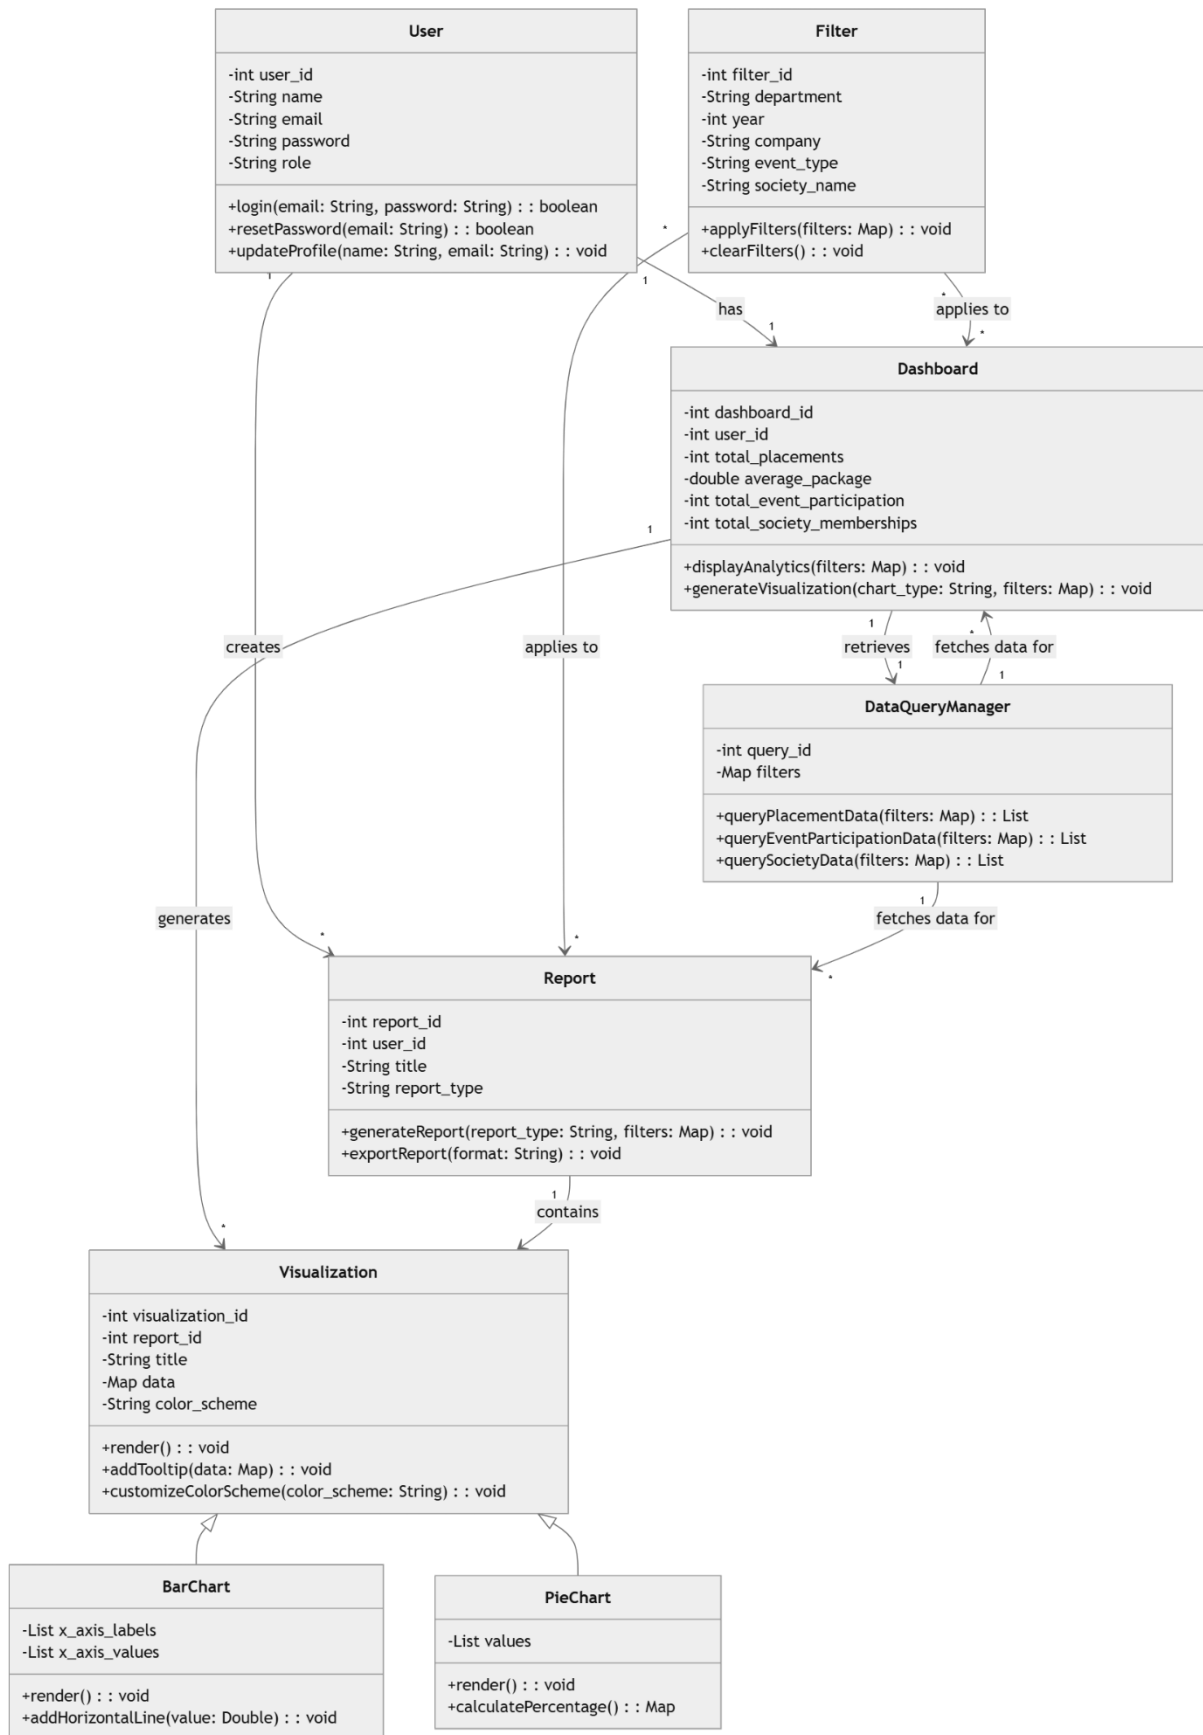 User
-int user_id
-String name
-String email
-String password
-String role
+login(email: String, password: String) : : boolean
+resetPassword(email: String) : : boolean
+updateProfile(name: String, email: String) : : void
Filter
-int filter_id
-String department
-int year
-String company
-String event_type
-String society_name
+applyFilters(filters: Map) : : void
+clearFilters() : : void
1
1
*
*
has
applies to
1
*
Dashboard
-int dashboard_id
-int user_id
-int total_placements
-double average_package
-int total_event_participation
-int total_society_memberships
+displayAnalytics(filters: Map) : : void
+generateVisualization(chart_type: String, filters: Map) : : void
1
creates
applies to
1
*
retrieves
fetches data for
1
1
DataQueryManager
-int query_id
-Map filters
+queryPlacementData(filters: Map) : : List
+queryEventParticipationData(filters: Map) : : List
+querySocietyData(filters: Map) : : List
generates
1
fetches data for
*
*
*
Report
-int report_id
-int user_id
-String title
-String report_type
+generateReport(report_type: String, filters: Map) : : void
+exportReport(format: String) : : void
1
contains
*
Visualization
-int visualization_id
-int report_id
-String title
-Map data
-String color_scheme
+render() : : void
+addTooltip(data: Map) : : void
+customizeColorScheme(color_scheme: String) : : void
BarChart
-List x_axis_labels
-List x_axis_values
+render() : : void
+addHorizontalLine(value: Double) : : void
PieChart
-List values
+render() : : void
+calculatePercentage() : : Map